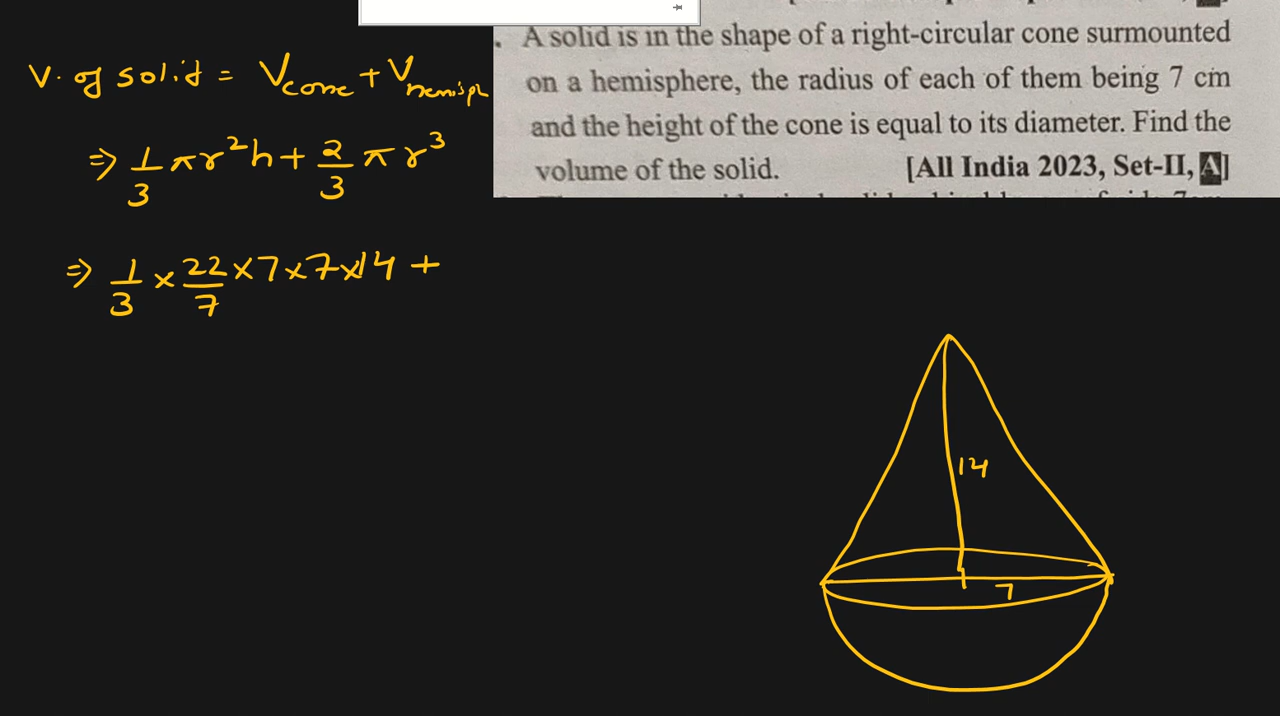 V. of solid = Vcone + Vhemisph
⇒ 1/3 πr²h + 2/3 πr³
⇒ 1/3 × 22/7 × 7 × 7 × 14 +
. A solid is in the shape of a right-circular cone surmounted
on a hemisphere, the radius of each of them being 7 cm
and the height of the cone is equal to its diameter. Find the
volume of the solid. [All India 2023, Set-II, A]
14
7